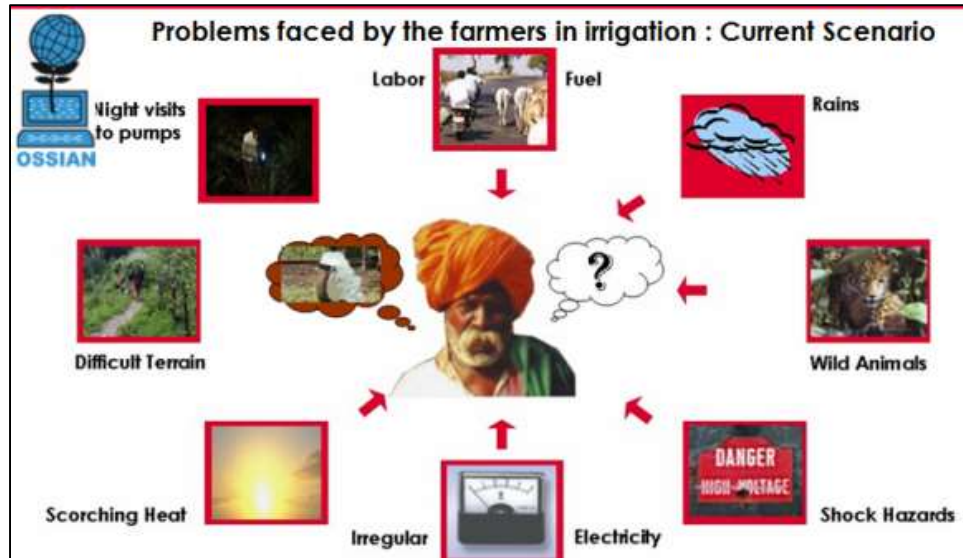 Problems faced by the farmers in irrigation : Current Scenario
Labor
Fuel
Night visits
to pumps
OSSIAN
Rains
?
Difficult Terrain
Wild Animals
Scorching Heat
Irregular
Electricity
DANGER
HIGH-VOLTAGE
Shock Hazards